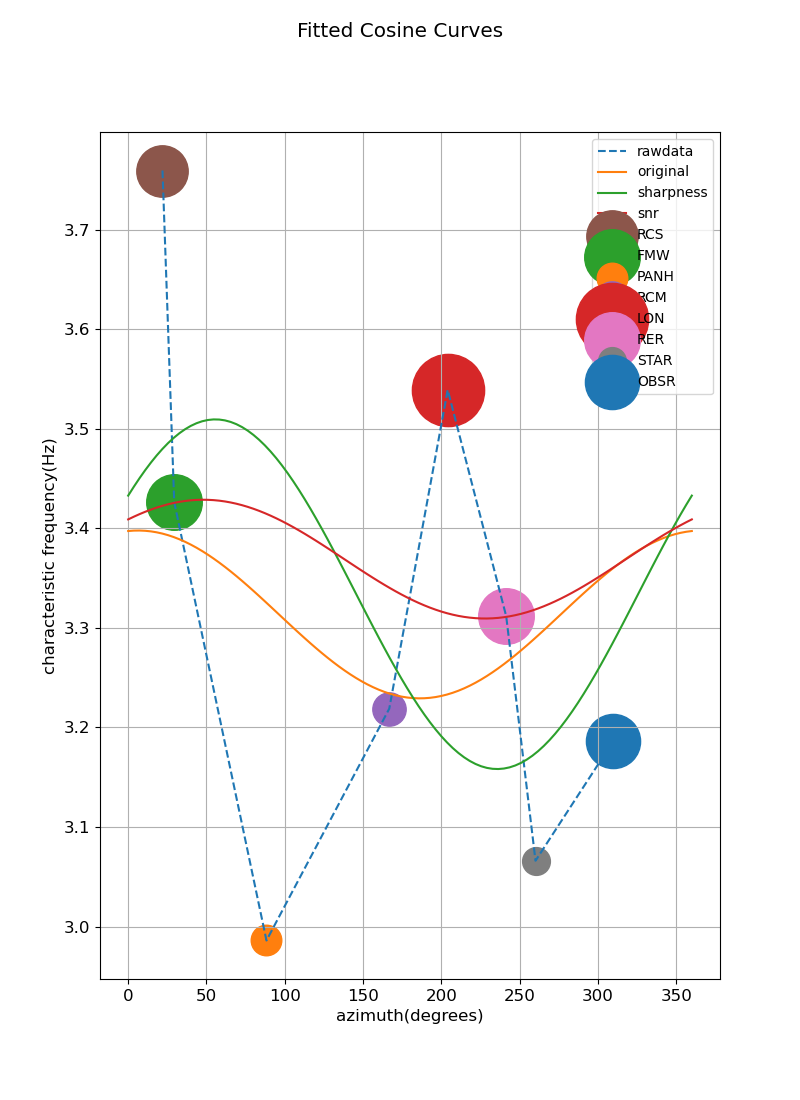 Fitted Cosine Curves
rawdata
original
sharpness
snr
RCS
FMW
PANH
RCM
LON
RER
STAR
OBSR
3.7
3.6
3.5
3.4
3.3
3.2
3.1
3.0
characteristic frequency(Hz)
0 50 100 150 200 250 300 350
azimuth(degrees)